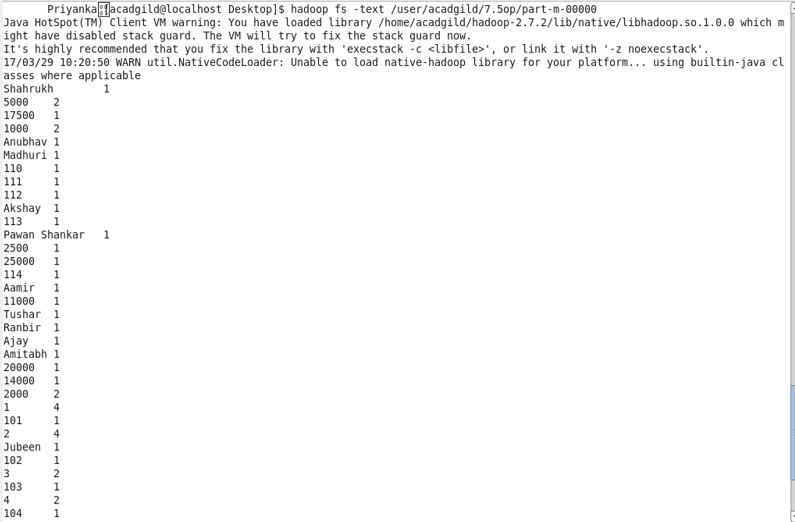 Priyanka[acadgild@localhost Desktop]$ hadoop fs -text /user/acadgild/7.5op/part-m-00000
Java HotSpot(TM) Client VM warning: You have loaded library /home/acadgild/hadoop-2.7.2/lib/native/libhadoop.so.1.0.0 which m
ight have disabled stack guard. The VM will try to fix the stack guard now.
It's highly recommended that you fix the library with 'execstack -c <libfile>', or link it with '-z noexecstack'.
17/03/29 10:20:50 WARN util.NativeCodeLoader: Unable to load native-hadoop library for your platform... using builtin-java cl
asses where applicable
Shahrukh 1
5000 2
17500 1
1000 2
Anubhav 1
Madhuri 1
110 1
111 1
112 1
Akshay 1
113 1
Pawan Shankar 1
2500 1
25000 1
114 1
Aamir 1
11000 1
Tushar 1
Ranbir 1
Ajay 1
Amitabh 1
20000 1
14000 1
2000 2
1 4
101 1
2 4
Jubeen 1
102 1
3 2
103 1
4 2
104 1